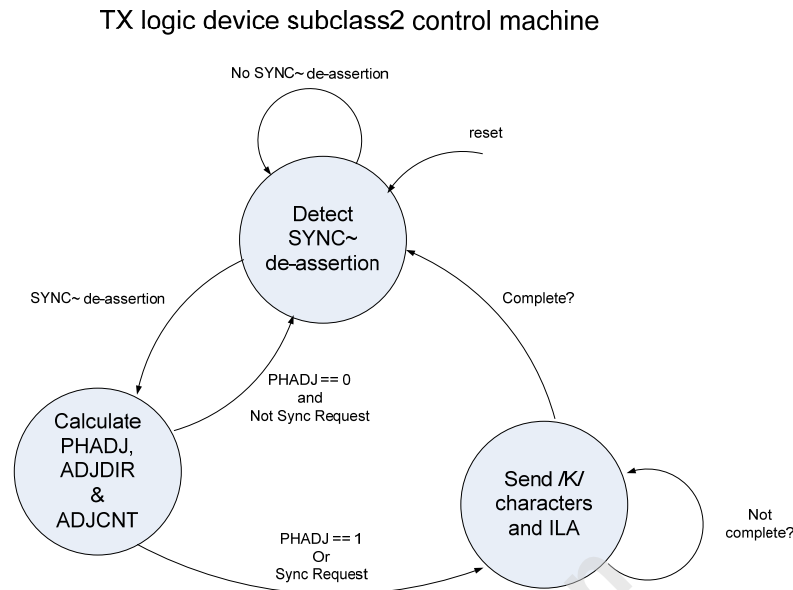 TX logic device subclass2 control machine
No SYNC~ de-assertion
reset
Detect
SYNC~
de-assertion
SYNC~ de-assertion
Complete?
PHADJ == 0
and
Not Sync Request
Calculate
PHADJ,
ADJDIR
&
ADJCNT
Send /K/
characters
and ILA
Not
complete?
PHADJ == 1
Or
Sync Request